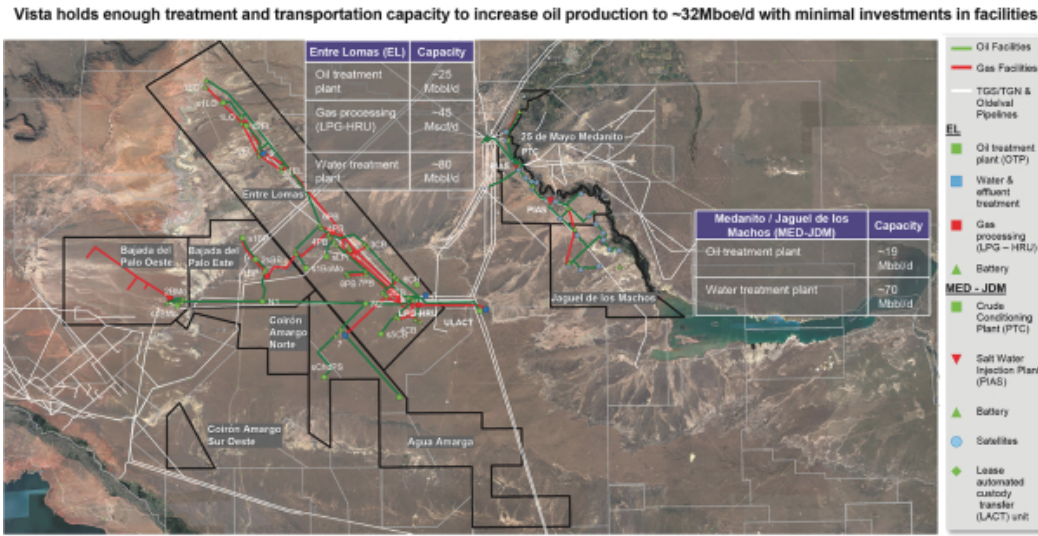 Vista holds enough treatment and transportation capacity to increase oil production to ~32Mboe/d with minimal investments in facilities
Entre Lomas (EL) Capacity
Oil treatment plant ~25 Mbbl/d
Gas processing (LPG-HRU) ~45 Mscf/d
Water treatment plant ~80 Mbbl/d
25 de Mayo Medanito
PTC
PIAS
PIAS
Entre Lomas
Medanito / Jaguel de los Machos (MED-JDM) Capacity
Oil treatment plant ~19 Mbbl/d
Water treatment plant ~70 Mbbl/d
Bajada del Palo Oeste
Bajada del Palo Este
Jaguel de los Machos
LPG-HRU
ULACT
Coirón Amargo Norte
Coirón Amargo Sur Oeste
Agua Amarga
Oil Facilities
Gas Facilities
TGS/TGN & Oldelval Pipelines
EL
Oil treatment plant (OTP)
Water & effluent treatment
Gas processing (LPG – HRU)
Battery
MED - JDM
Crude Conditioning Plant (PTC)
Salt Water Injection Plant (PIAS)
Battery
Satellites
Lease automated custody transfer (LACT) unit